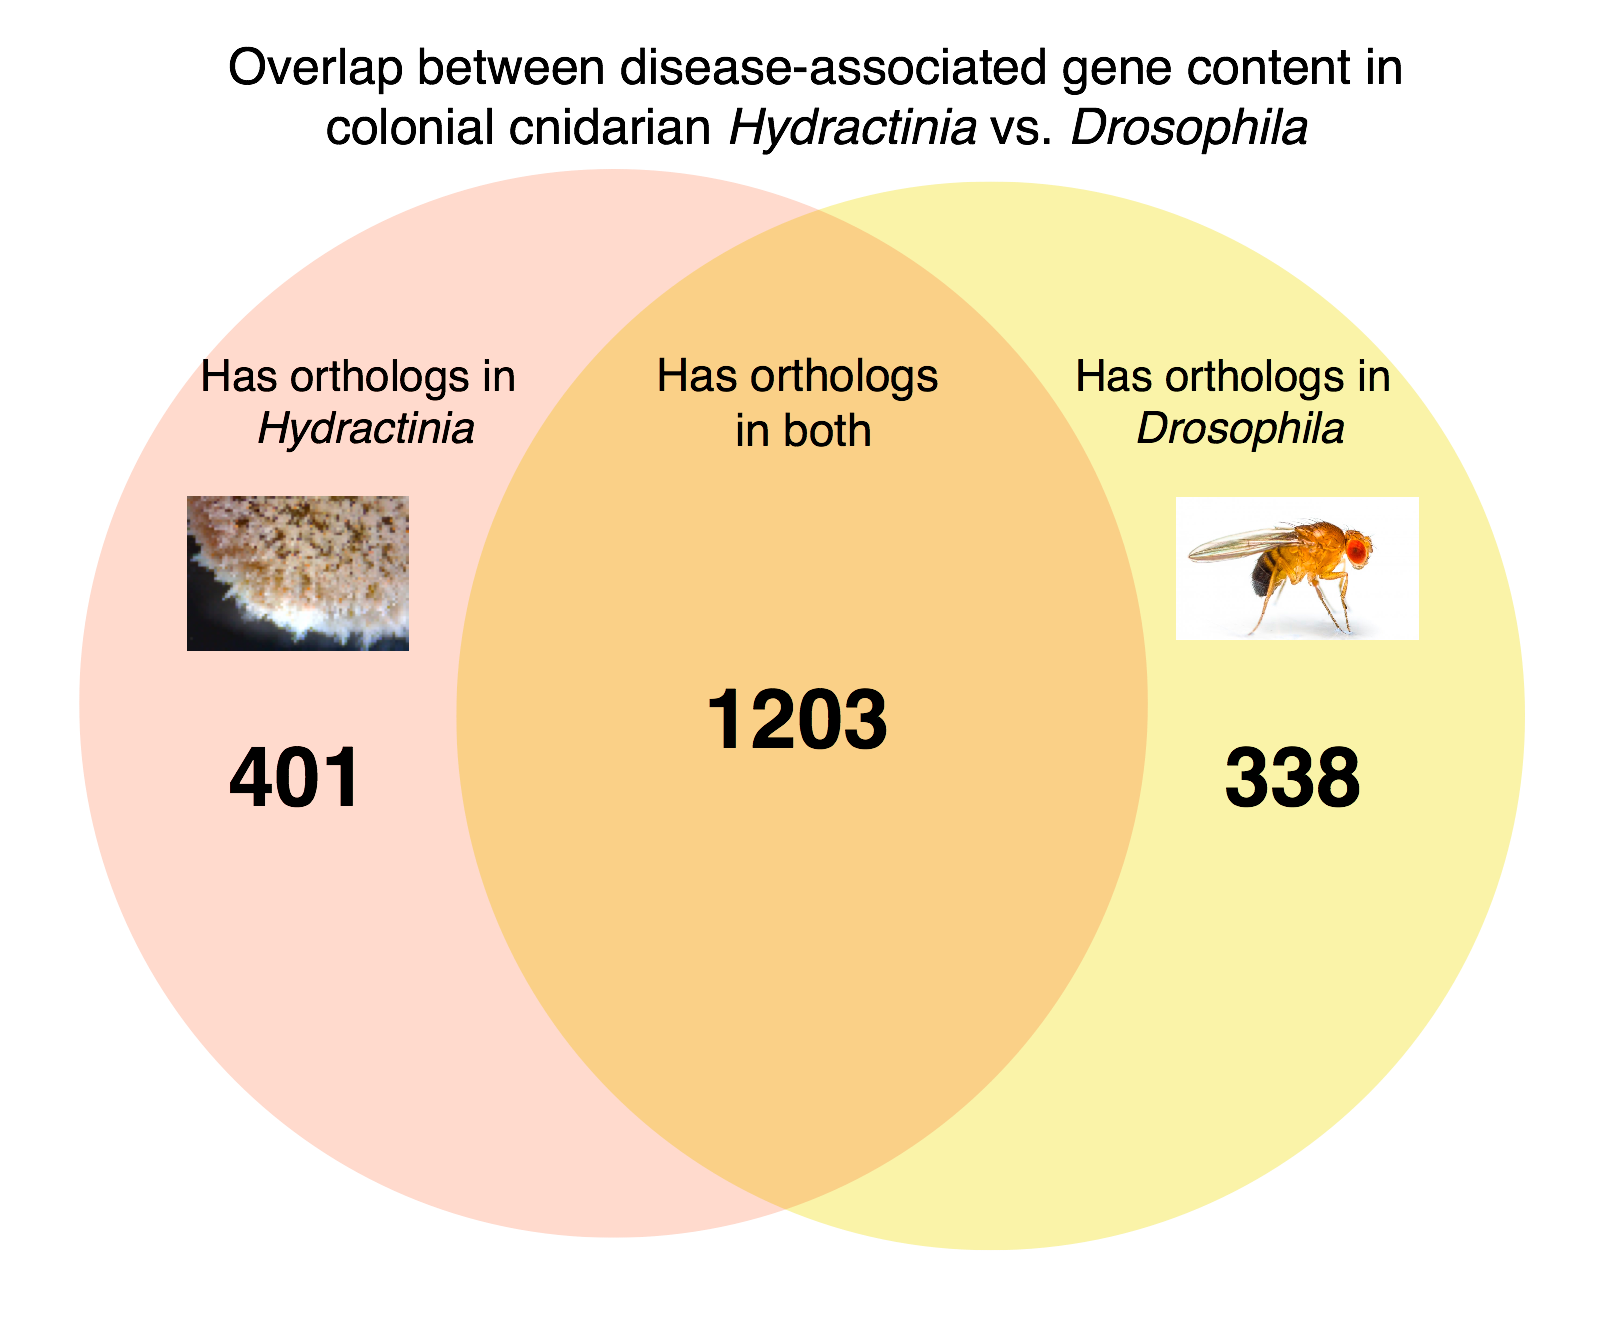 Overlap between disease-associated gene content in
colonial cnidarian Hydractinia vs. Drosophila
Has orthologs in
Hydractinia
401
Has orthologs
in both
1203
Has orthologs in
Drosophila
338